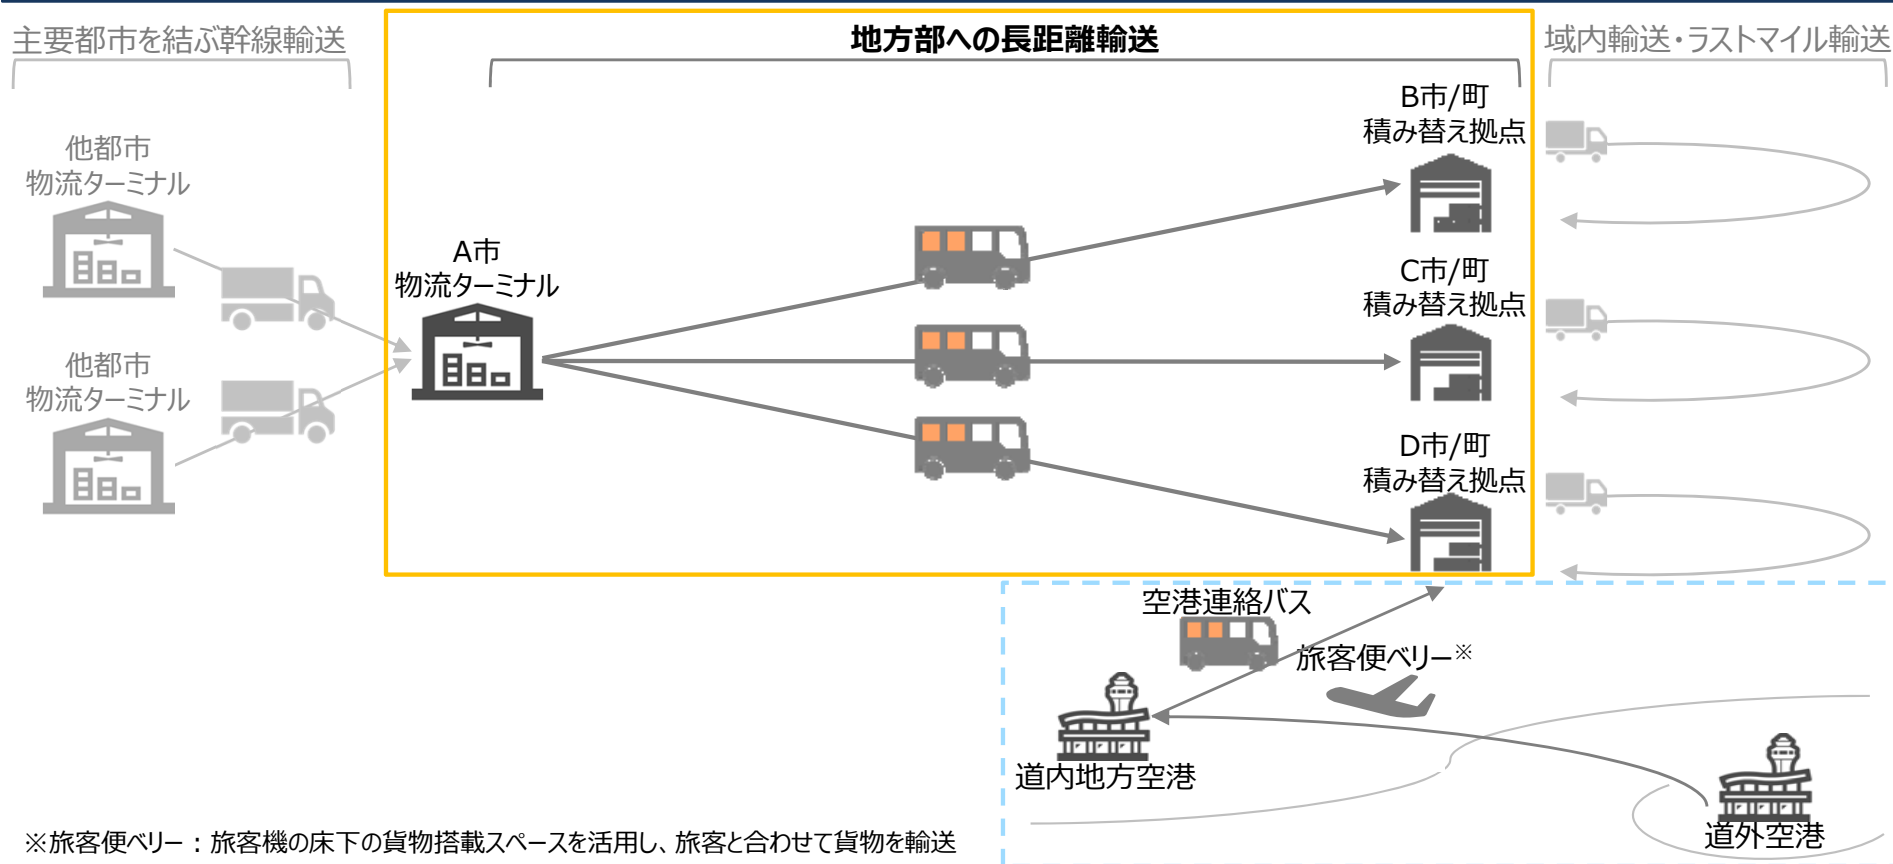 主要都市を結ぶ幹線輸送
地方部への長距離輸送
域内輸送・ラストマイル輸送
他都市
物流ターミナル
他都市
物流ターミナル
A市
物流ターミナル
B市/町
積み替え拠点
C市/町
積み替え拠点
D市/町
積み替え拠点
空港連絡バス
旅客便ベリー※
道内地方空港
道外空港
※旅客便ベリー：旅客機の床下の貨物搭載スペースを活用し、旅客と合わせて貨物を輸送